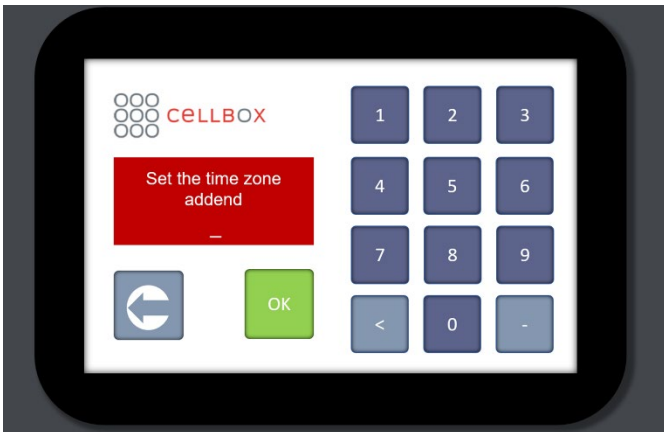 CELLBOX
Set the time zone
addend
_
OK
1 2 3
4 5 6
7 8 9
< 0 -